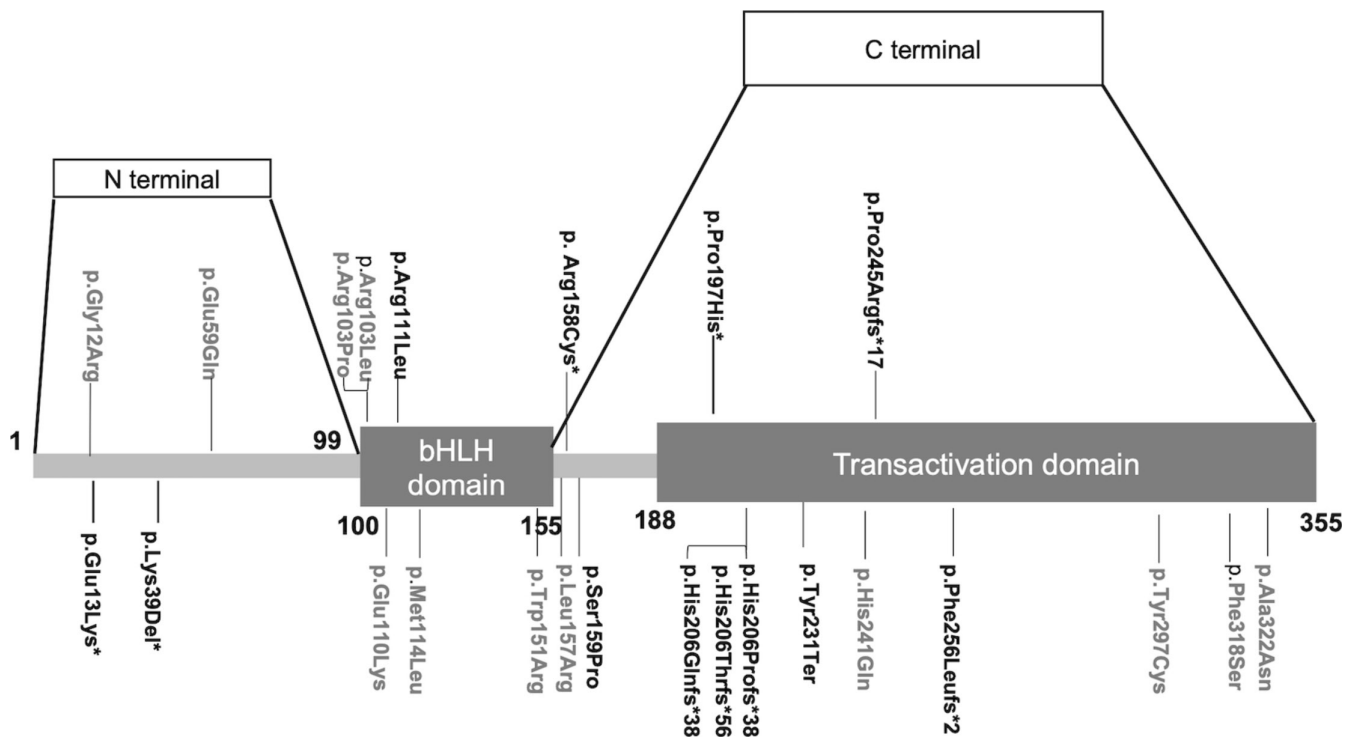 C terminal
N terminal
p.Gly12Arg
p.Glu59Gln
p.Arg103Pro
p.Arg103Leu
p.Arg111Leu
p. Arg158Cys*
p.Pro197His*
p.Pro245Argfs*17
1
99
bHLH
domain
Transactivation domain
100
155
188
355
p.Glu13Lys*
p.Lys39Del*
p.Glu110Lys
p.Met114Leu
p.Trp151Arg
p.Leu157Arg
p.Ser159Pro
p.His206Glnfs*38
p.His206Thrfs*56
p.His206Profs*38
p.Tyr231Ter
p.His241Gln
p.Phe256Leufs*2
p.Tyr297Cys
p.Phe318Ser
p.Ala322Asn